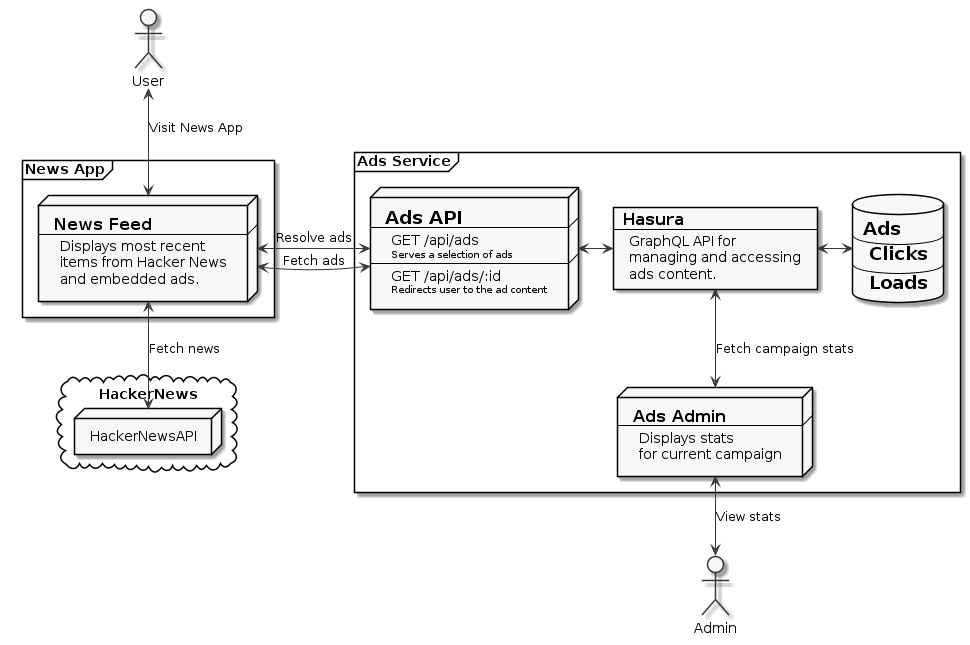 User
Visit News App
News App
News Feed
Displays most recent
items from Hacker News
and embedded ads.
Resolve ads
Fetch ads
Fetch news
HackerNews
HackerNewsAPI
Ads Service
Ads API
GET /api/ads
Serves a selection of ads
GET /api/ads/:id
Redirects user to the ad content
Hasura
GraphQL API for
managing and accessing
ads content.
Ads
Clicks
Loads
Fetch campaign stats
Ads Admin
Displays stats
for current campaign
View stats
Admin